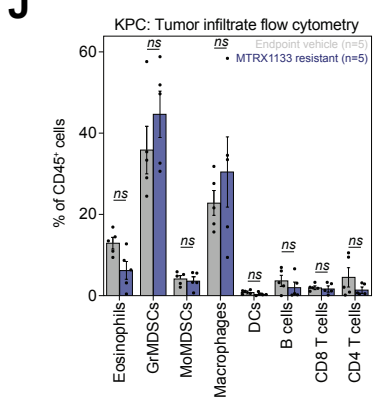 J
KPC: Tumor infiltrate flow cytometry
Endpoint vehicle (n=5)
MTRX1133 resistant (n=5)
% of CD45⁺ cells
60
40
20
0
ns
ns
ns
ns
ns
ns
ns
ns
Eosinophils
GrMDSCs
MoMDSCs
Macrophages
DCs
B cells
CD8 T cells
CD4 T cells